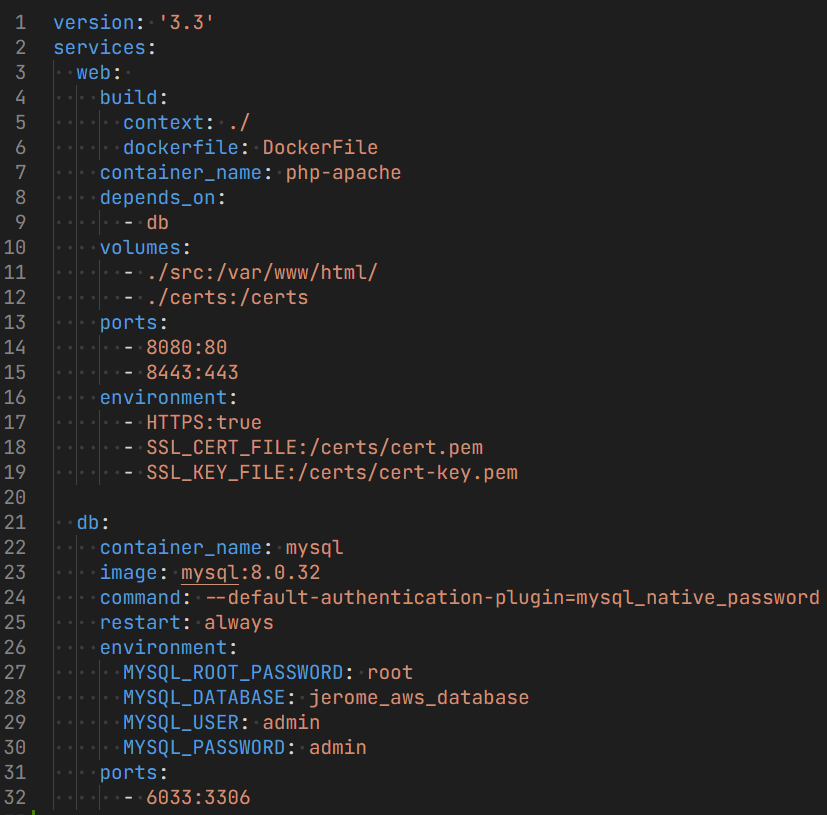 1 version: '3.3'
2 services:
3   web:
4     build:
5       context: ./
6       dockerfile: DockerFile
7     container_name: php-apache
8     depends_on:
9       - db
10     volumes:
11       - ./src:/var/www/html/
12       - ./certs:/certs
13     ports:
14       - 8080:80
15       - 8443:443
16     environment:
17       - HTTPS:true
18       - SSL_CERT_FILE:/certs/cert.pem
19       - SSL_KEY_FILE:/certs/cert-key.pem
20
21   db:
22     container_name: mysql
23     image: mysql:8.0.32
24     command: --default-authentication-plugin=mysql_native_password
25     restart: always
26     environment:
27       MYSQL_ROOT_PASSWORD: root
28       MYSQL_DATABASE: jerome_aws_database
29       MYSQL_USER: admin
30       MYSQL_PASSWORD: admin
31     ports:
32       - 6033:3306